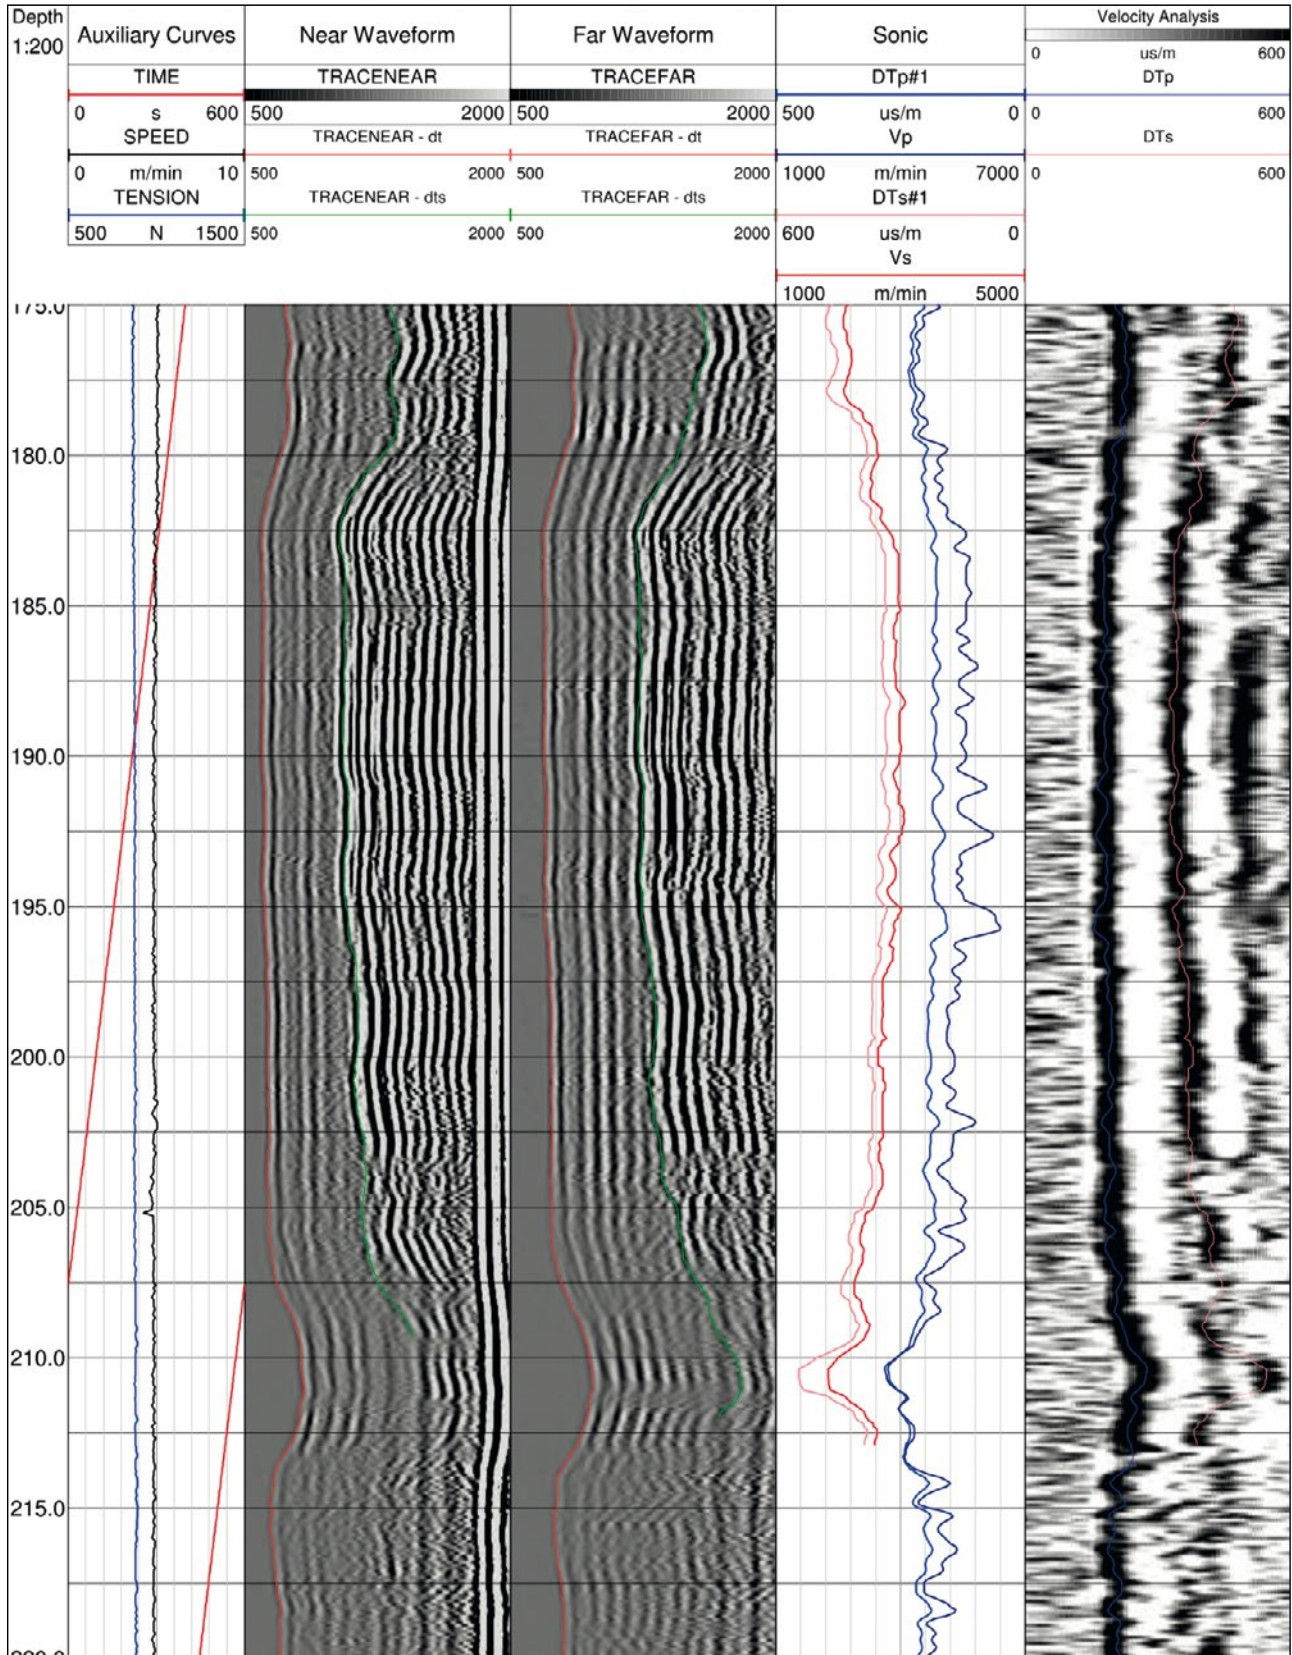 Depth
1:200
Auxiliary Curves
Near Waveform
Far Waveform
Sonic
Velocity Analysis
0 us/m 600
TIME
0 s 600
SPEED
0 m/min 10
TENSION
500 N 1500
TRACENEAR
500 2000
TRACENEAR - dt
500 2000
TRACENEAR - dts
500 2000
TRACEFAR
500 2000
TRACEFAR - dt
500 2000
TRACEFAR - dts
500 2000
DTp#1
500 us/m 0
Vp
1000 m/min 7000
DTs#1
600 us/m 0
Vs
1000 m/min 5000
DTp
0 600
DTs
0 600
175.0
180.0
185.0
190.0
195.0
200.0
205.0
210.0
215.0